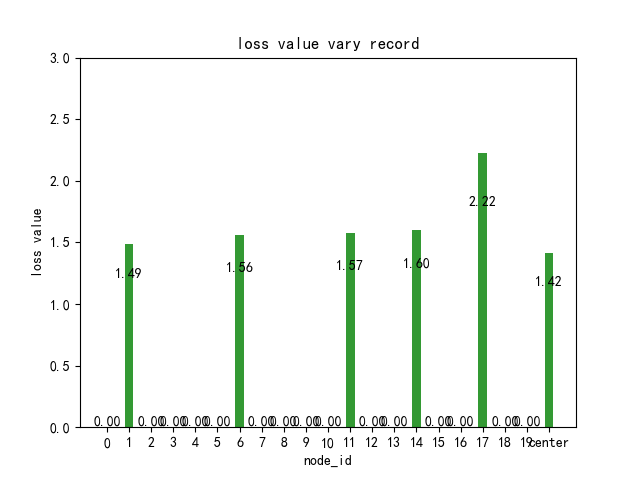 loss value vary record
3.0
2.5
2.0
1.5
1.0
0.5
0.0
loss value
0.00 1.49 0.00 0.00 0.00 0.00 1.56 0.00 0.00 0.00 0.00 1.57 0.00 0.00 1.60 0.00 0.00 2.22 0.00 0.00 1.42
0 1 2 3 4 5 6 7 8 9 10 11 12 13 14 15 16 17 18 19 center
node_id